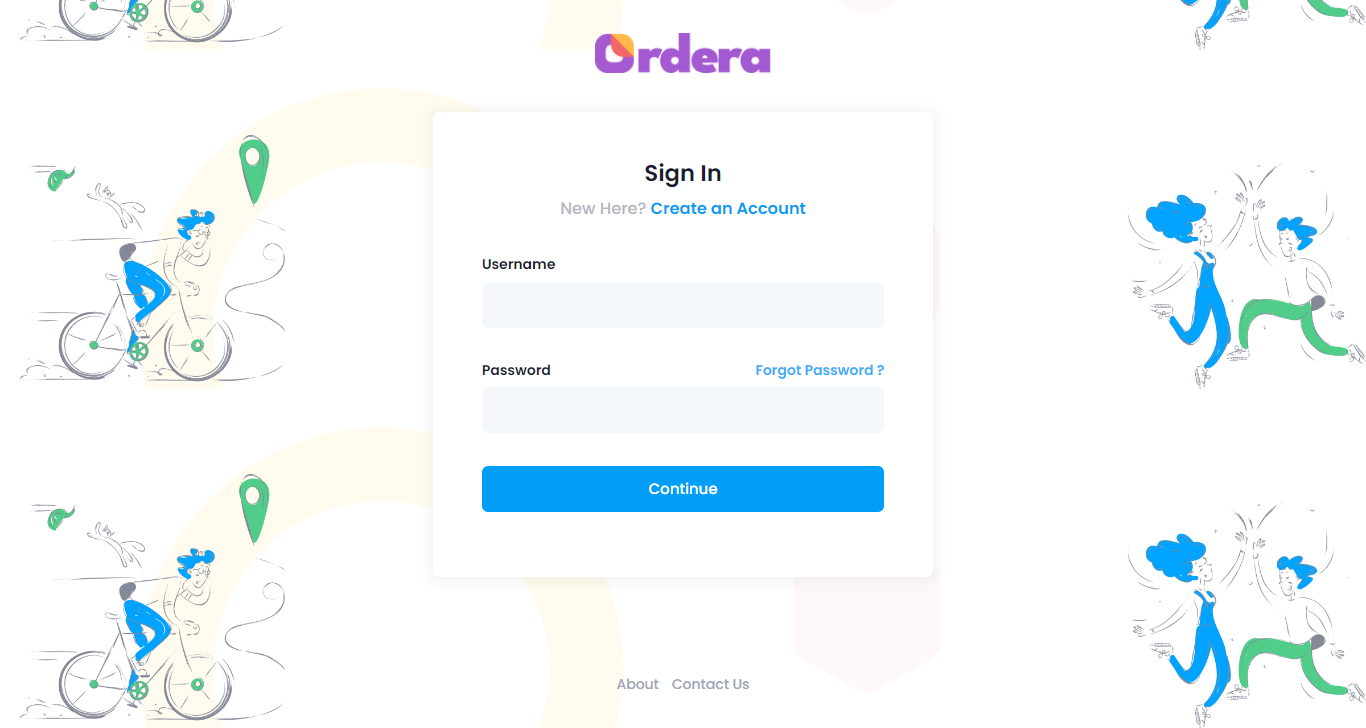 Ordera
Sign In
New Here? Create an Account
Username
Password Forgot Password ?
Continue
About Contact Us